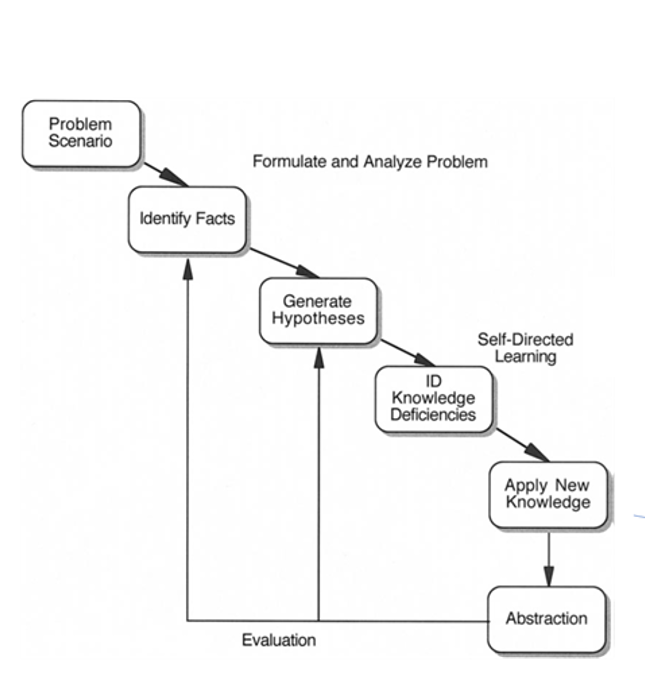 Problem
Scenario
Formulate and Analyze Problem
Identify Facts
Generate
Hypotheses
Self-Directed
Learning
ID
Knowledge
Deficiencies
Apply New
Knowledge
Abstraction
Evaluation